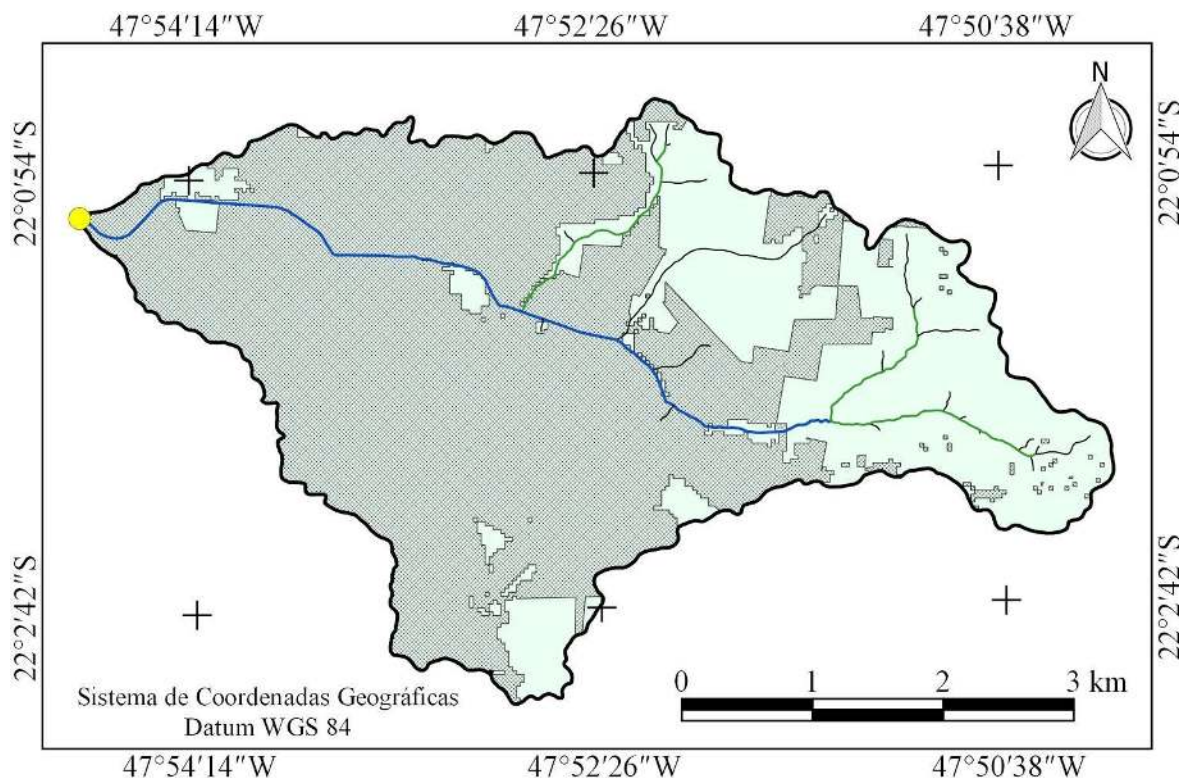 47°54′14″W 47°52′26″W 47°50′38″W
N
22°0′54″S
22°0′54″S
22°2′42″S
22°2′42″S
0 1 2 3 km
Sistema de Coordenadas Geográficas
Datum WGS 84
47°54′14″W 47°52′26″W 47°50′38″W